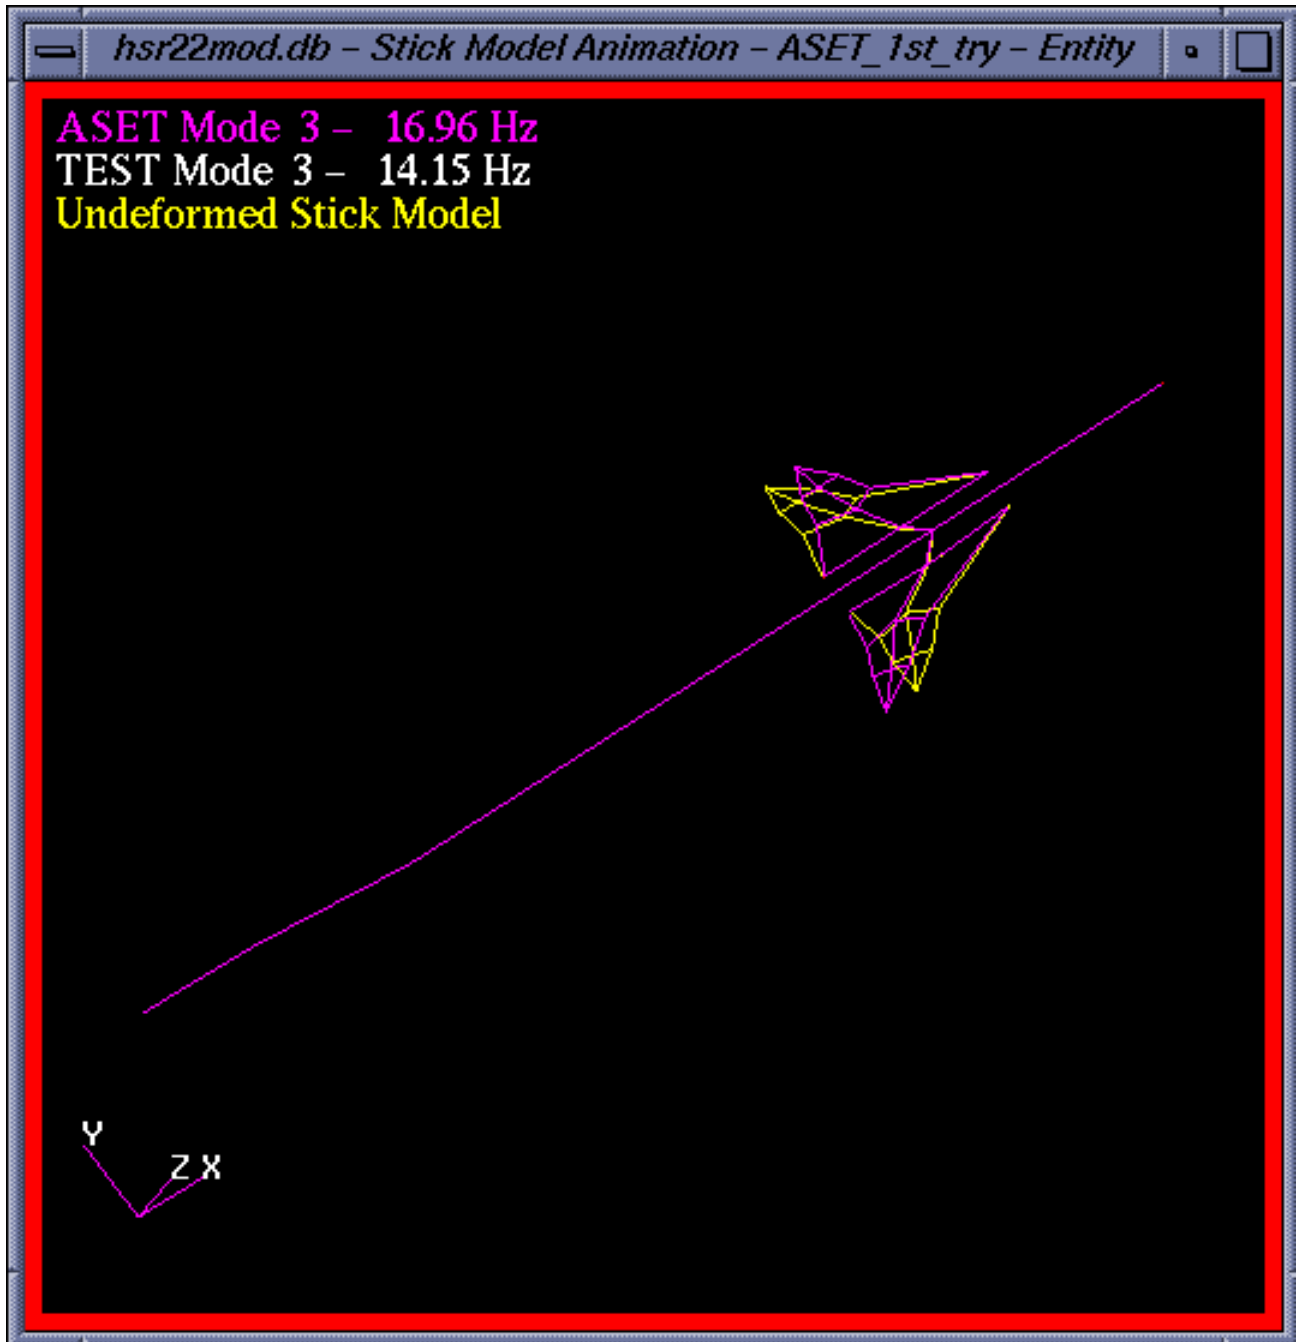 hsr22mod.db – Stick Model Animation – ASET_1st_try – Entity
ASET Mode 3 – 16.96 Hz
TEST Mode 3 – 14.15 Hz
Undeformed Stick Model
Y
Z X